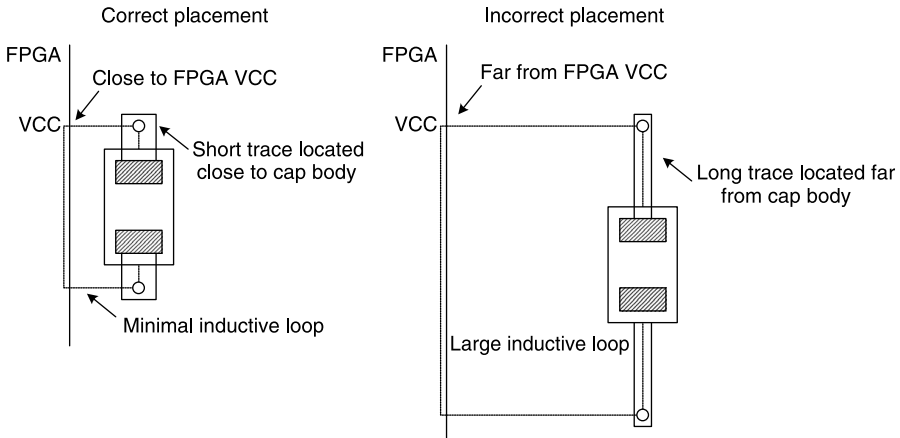 Correct placement
FPGA
Close to FPGA VCC
VCC
Short trace located
close to cap body
Minimal inductive loop
Incorrect placement
FPGA
Far from FPGA VCC
VCC
Long trace located far
from cap body
Large inductive loop